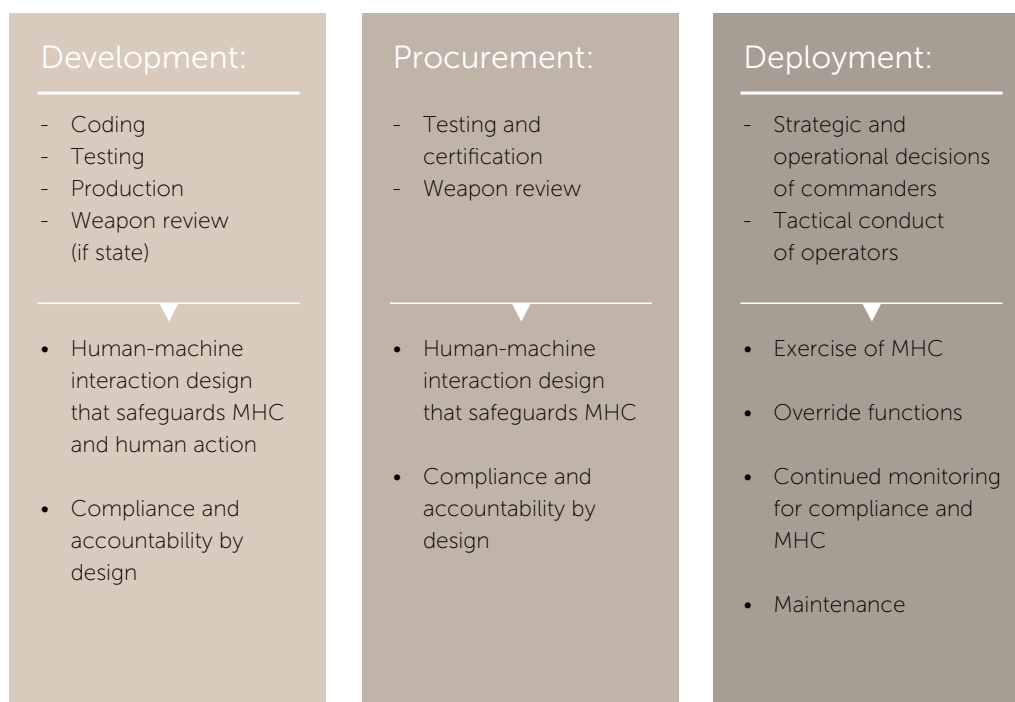 Development:
- Coding
- Testing
- Production
- Weapon review
(if state)
• Human-machine
interaction design
that safeguards MHC
and human action
• Compliance and
accountability by
design
Procurement:
- Testing and
certification
- Weapon review
• Human-machine
interaction design
that safeguards MHC
• Compliance and
accountability by
design
Deployment:
- Strategic and
operational decisions
of commanders
- Tactical conduct
of operators
• Exercise of MHC
• Override functions
• Continued monitoring
for compliance and
MHC
• Maintenance